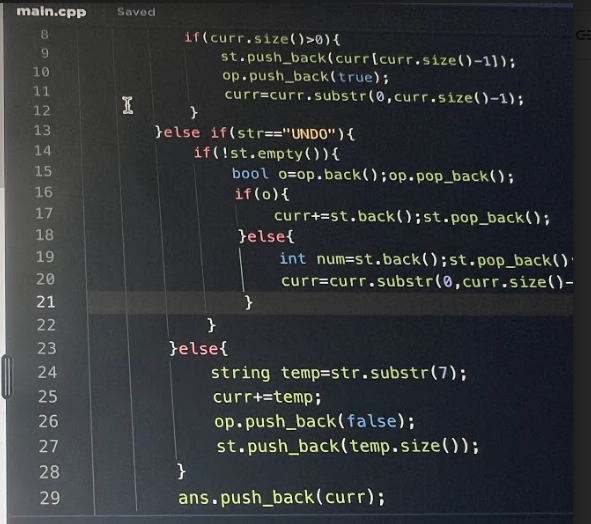 main.cpp Saved
8 if(curr.size()>0){
9 st.push_back(curr[curr.size()-1]);
10 op.push_back(true);
11 curr=curr.substr(0,curr.size()-1);
12 }
13 }else if(str=="UNDO"){
14 if(!st.empty()){
15 bool o=op.back();op.pop_back();
16 if(o){
17 curr+=st.back();st.pop_back();
18 }else{
19 int num=st.back();st.pop_back()
20 curr=curr.substr(0,curr.size()-
21 }
22 }
23 }else{
24 string temp=str.substr(7);
25 curr+=temp;
26 op.push_back(false);
27 st.push_back(temp.size());
28 }
29 ans.push_back(curr);